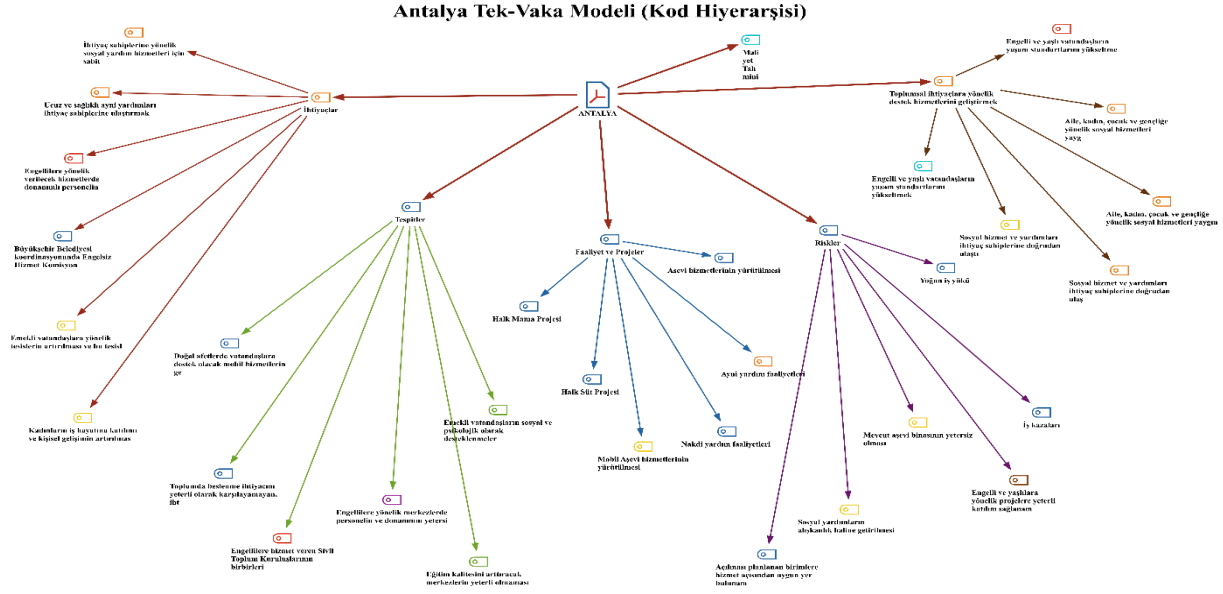 Antalya Tek-Vaka Modeli (Kod Hiyerarşisi)
İhtiyaç sahiplerine yönelik
sosyal yardım hizmetleri için
sabit
Ucuz ve sağlıklı ayni yardımları
ihtiyaç sahiplerine ulaştırmak
Engellilere yönelik
verilecek hizmetlerde
donanımlı personelin
Büyükşehir Belediyesi
koordinasyonunda Engelsiz
Hizmet Komisyon
Emekli vatandaşlara yönelik
tesislerin artırılması ve bu tesisl
Kadınların iş hayatına katılımı
ve kişisel gelişimin artırılması
İhtiyaçlar
ANTALYA
Mali
yet
Tah
mini
Toplumsal ihtiyaçlara yönelik
destek hizmetlerini geliştirmek
Engelli ve yaşlı vatandaşların
yaşam standartlarını yükseltme
Aile, kadın, çocuk ve gençliğe
yönelik sosyal hizmetleri
yayg
Engelli ve yaşlı vatandaşların
yaşam standartlarını
yükseltmek
Aile, kadın, çocuk ve gençliğe
yönelik sosyal hizmetleri yaygın
Sosyal hizmet ve yardımları
ihtiyaç sahiplerine doğrudan
ulaştı
Sosyal hizmet ve yardımları
ihtiyaç sahiplerine doğrudan
ulaş
Tespitler
Doğal afetlerde vatandaşlara
destek olacak mobil hizmetlerin
ge
Toplumda beslenme ihtiyacını
yeterli olarak karşılayamayan,
Engellilere hizmet veren Sivil
Toplum Kuruluşlarının
birbirleri
Engellilere yönelik merkezlerde
personelin ve donanımın yetersi
Eğitim kalitesini arttıracak
merkezlerin yeterli olmaması
Emekli vatandaşların sosyal ve
psikolojik olarak
desteklenmeler
Faaliyet ve Projeler
Aşevi hizmetlerinin yürütülmesi
Halk Mama Projesi
Halk Süt Projesi
Mobil Aşevi hizmetlerinin
yürütülmesi
Nakdi yardım faaliyetleri
Ayni yardım faaliyetleri
Riskler
Yoğun iş yükü
İş kazaları
Mevcut aşevi binasının yetersiz
olması
Engelli ve yaşlılara
yönelik projelere yeterli
katılım sağlanam
Sosyal yardımların
alışkanlık haline getirilmesi
Açılması planlanan birimlere
hizmet açısından uygun yer
bulunam